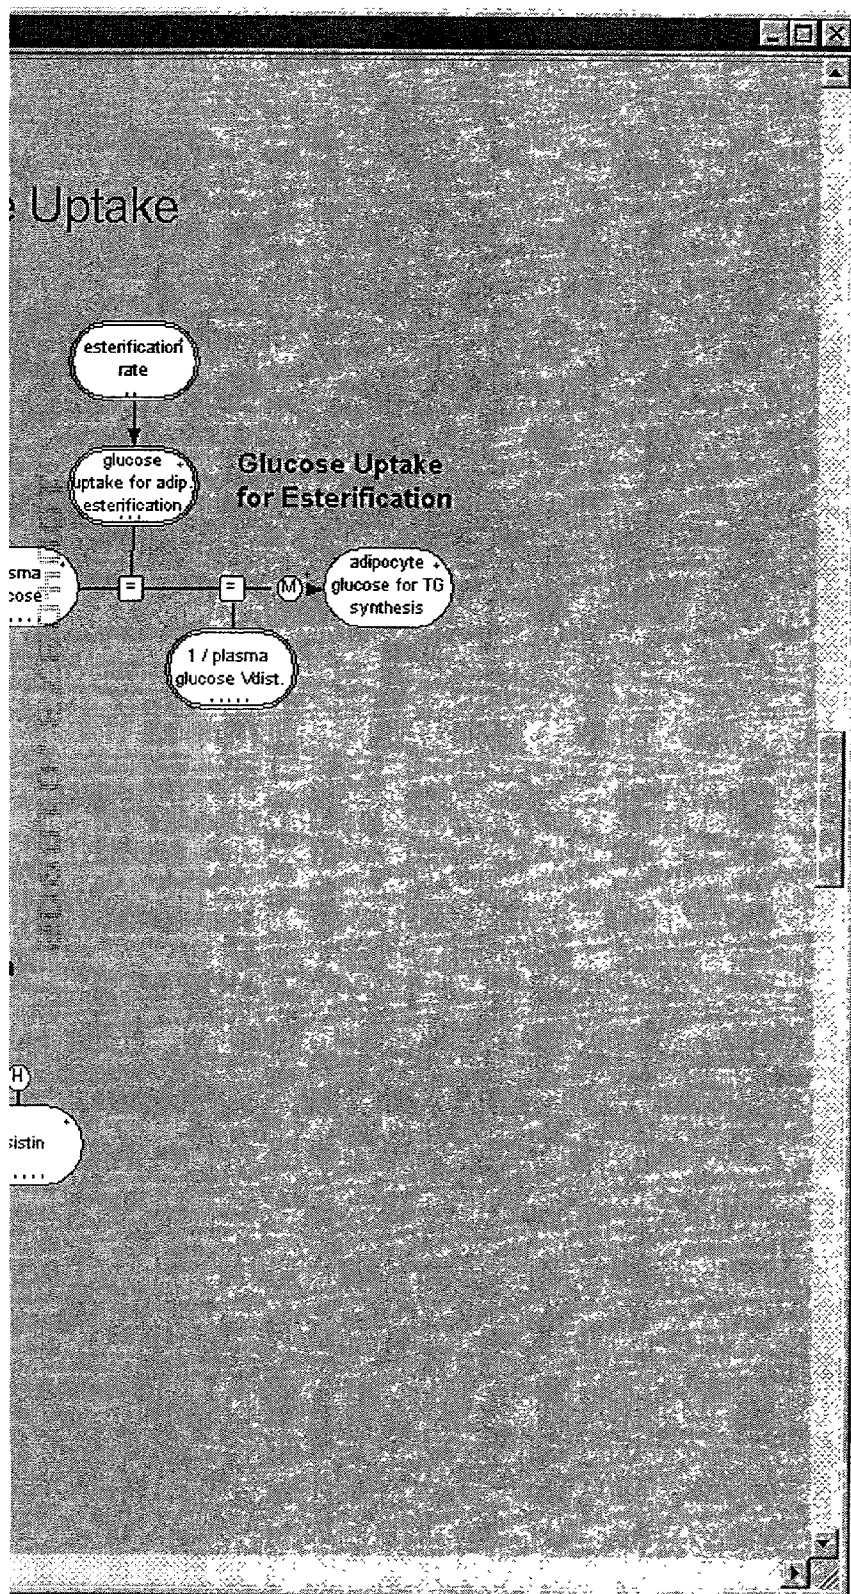 e Uptake
esterification
rate
glucose
uptake for adip.
esterification
Glucose Uptake
for Esterification
sma
cose
=
=
M
adipocyte
glucose for TG
synthesis
1 / plasma
glucose Vdist.
H
sistin